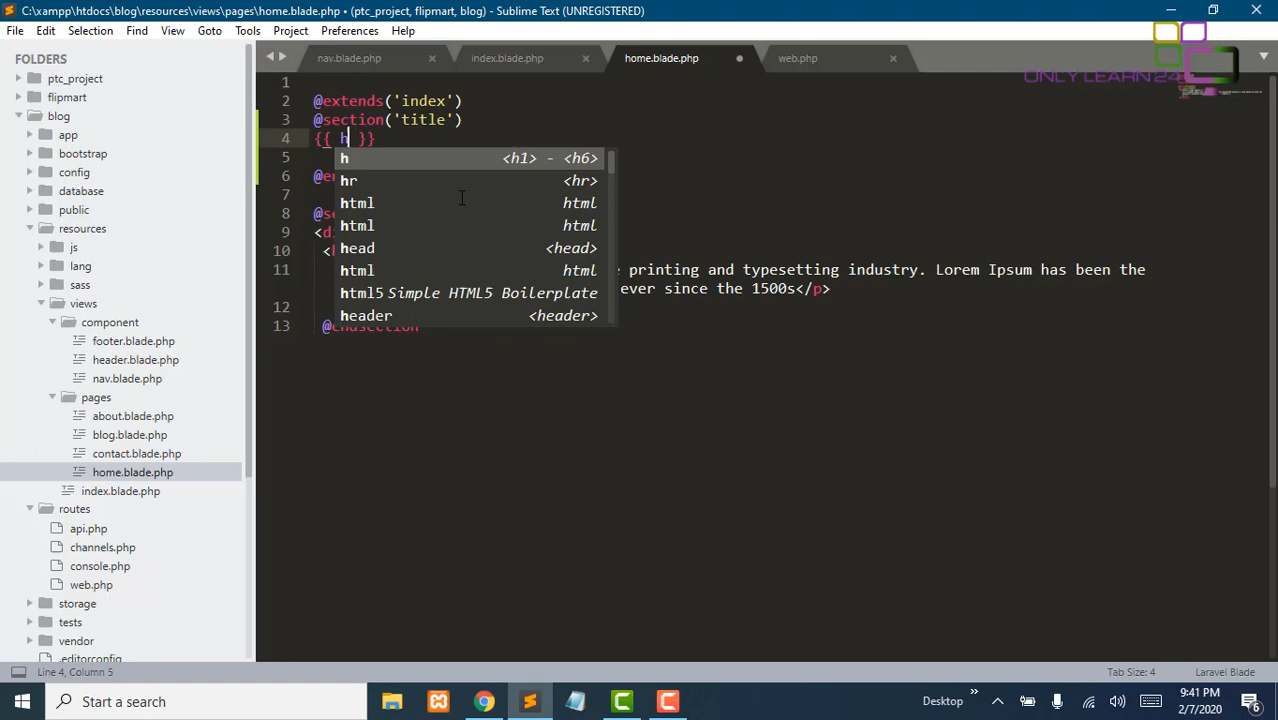 C:\xampp\htdocs\blog\resources\views\pages\home.blade.php • (ptc_project, flipmart, blog) - Sublime Text (UNREGISTERED)
File Edit Selection Find View Goto Tools Project Preferences Help
FOLDERS
ptc_project
flipmart
blog
app
bootstrap
config
database
public
resources
js
lang
sass
views
component
footer.blade.php
header.blade.php
nav.blade.php
pages
about.blade.php
blog.blade.php
contact.blade.php
home.blade.php
index.blade.php
routes
api.php
channels.php
console.php
web.php
storage
tests
vendor
.editorconfig
nav.blade.php index.blade.php home.blade.php web.php
ONLY LEARN 24
1
2 @extends('index')
3 @section('title')
4 {{ h }}
5
6 @en
7
8 @se
9 <di
10 <h
11 e printing and typesetting industry. Lorem Ipsum has been the
ever since the 1500s</p>
12
13 @endsection
h <h1> - <h6>
hr <hr>
html html
html html
head <head>
html html
html5 Simple HTML5 Boilerplate
header <header>
Line 4, Column 5 Tab Size: 4 Laravel Blade
Start a search
Desktop »
9:41 PM
2/7/2020
6